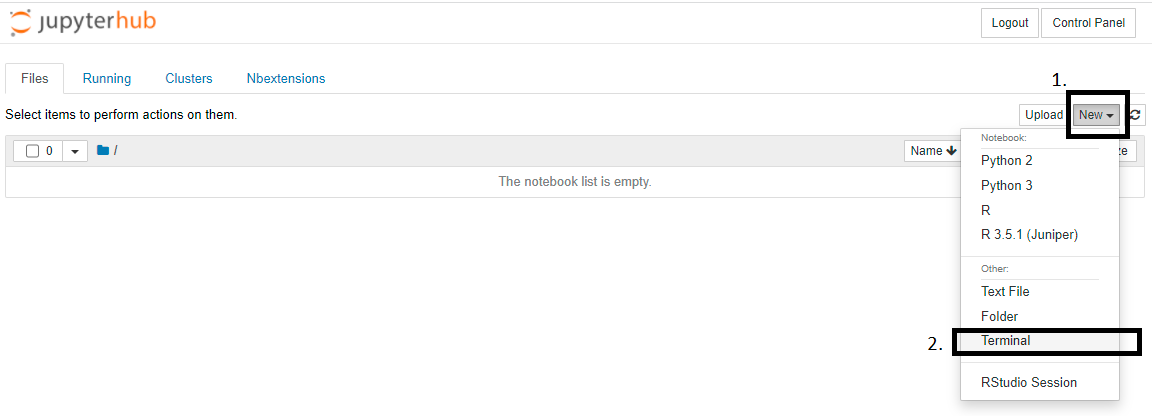 jupyterhub
Logout Control Panel
Files Running Clusters Nbextensions
1.
Select items to perform actions on them.
Upload New
0 / Name ze
The notebook list is empty.
Notebook:
Python 2
Python 3
R
R 3.5.1 (Juniper)
Other:
Text File
Folder
2. Terminal
RStudio Session